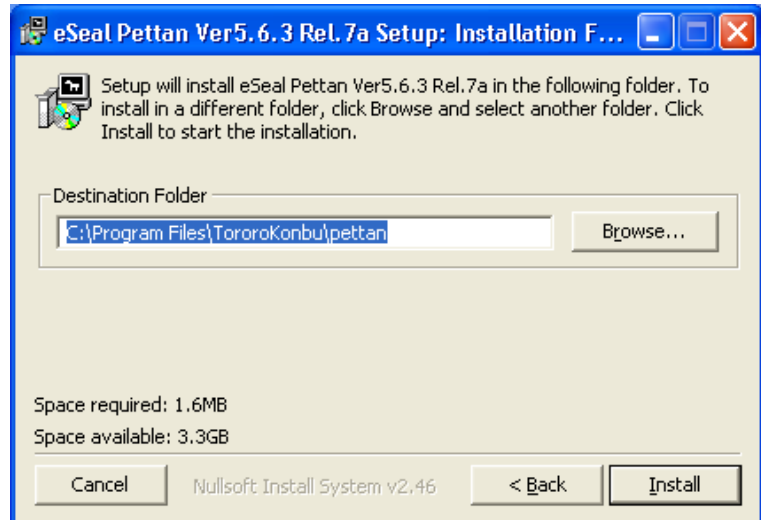 eSeal Pettan Ver5.6.3 Rel.7a Setup: Installation F...
Setup will install eSeal Pettan Ver5.6.3 Rel.7a in the following folder. To
install in a different folder, click Browse and select another folder. Click
Install to start the installation.
Destination Folder
C:\Program Files\TororoKonbu\pettan
Browse...
Space required: 1.6MB
Space available: 3.3GB
Cancel
Nullsoft Install System v2.46
< Back
Install